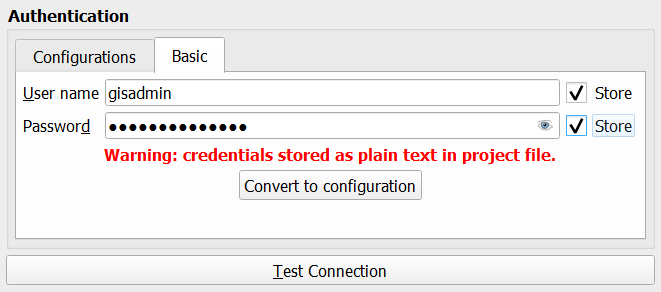 Authentication
Configurations Basic
User name gisadmin Store
Password ●●●●●●●●●●●●●● Store
Warning: credentials stored as plain text in project file.
Convert to configuration
Test Connection